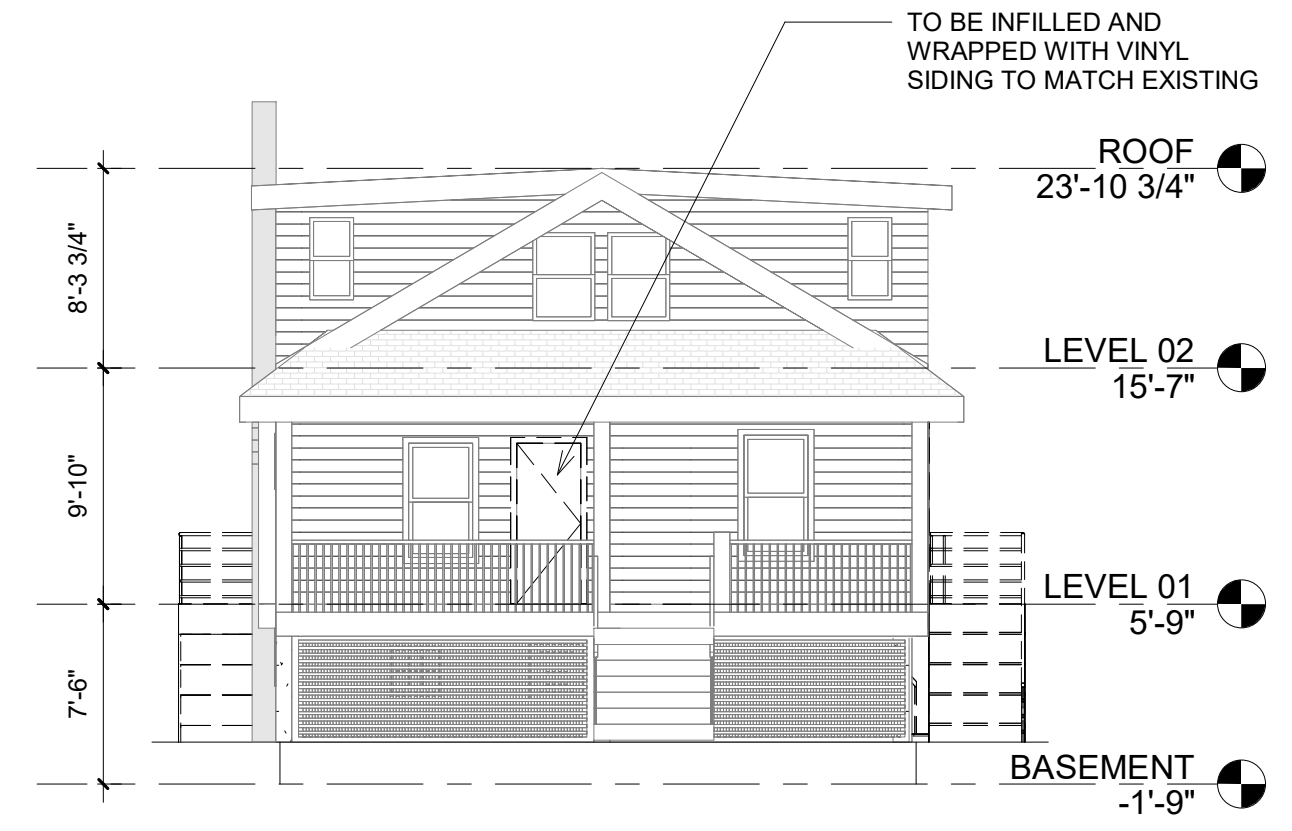 TO BE INFILLED AND
WRAPPED WITH VINYL
SIDING TO MATCH EXISTING
ROOF
23'-10 3/4"
8'-3 3/4"
LEVEL 02
15'-7"
9'-10"
LEVEL 01
5'-9"
7'-6"
BASEMENT
-1'-9"